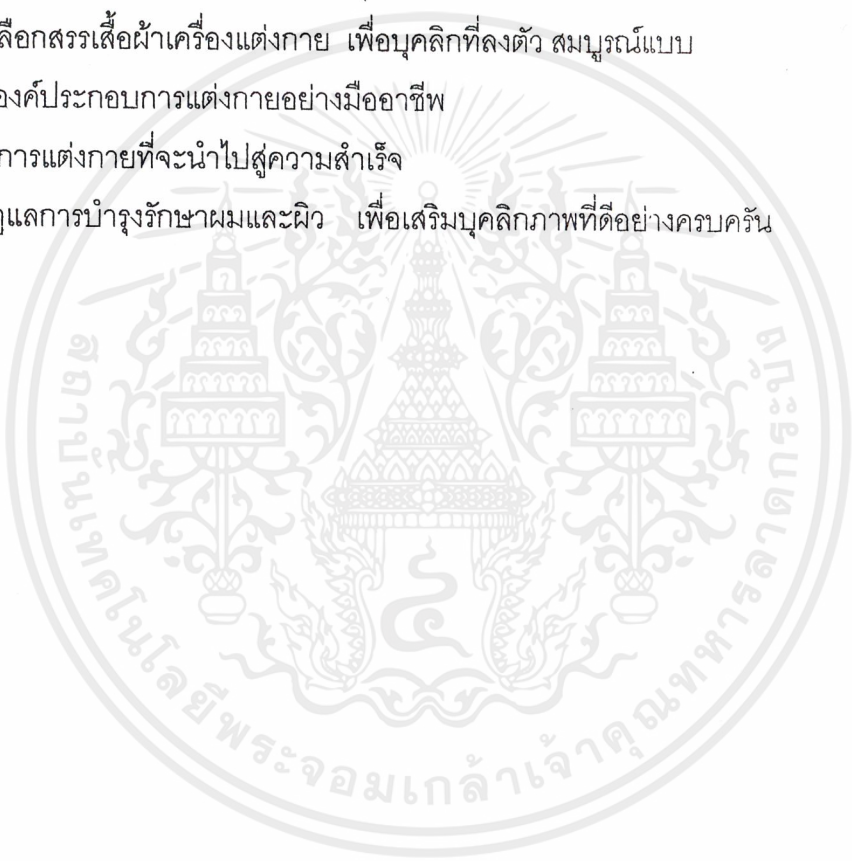 ลือกสรรเสื้อผ้าเครื่องแต่งกาย เพื่อบุคลิกที่ลงตัว สมบูรณ์แบบ
องค์ประกอบการแต่งกายอย่างมืออาชีพ
การแต่งกายที่จะนำไปสู่ความสำเร็จ
ดูแลการบำรุงรักษาผมและผิว เพื่อเสริมบุคลิกภาพที่ดีอย่างครบครัน
สถาบันเทคโนโลยีพระจอมเกล้าเจ้าคุณทหารลาดกระบัง